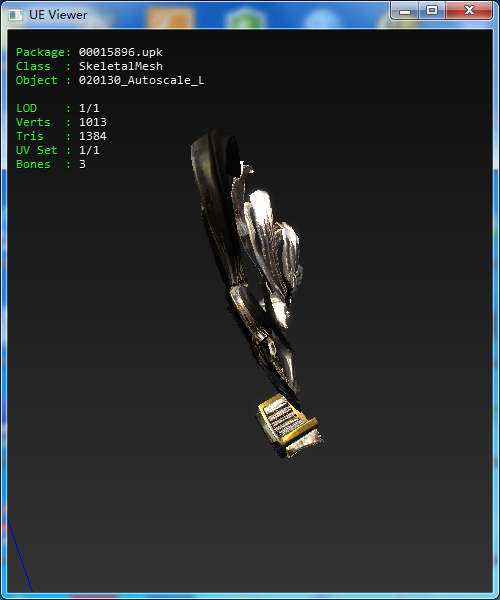 UE Viewer
Package: 00015896.upk
Class : SkeletalMesh
Object : 020130_Autoscale_L
LOD : 1/1
Verts : 1013
Tris : 1384
UV Set : 1/1
Bones : 3